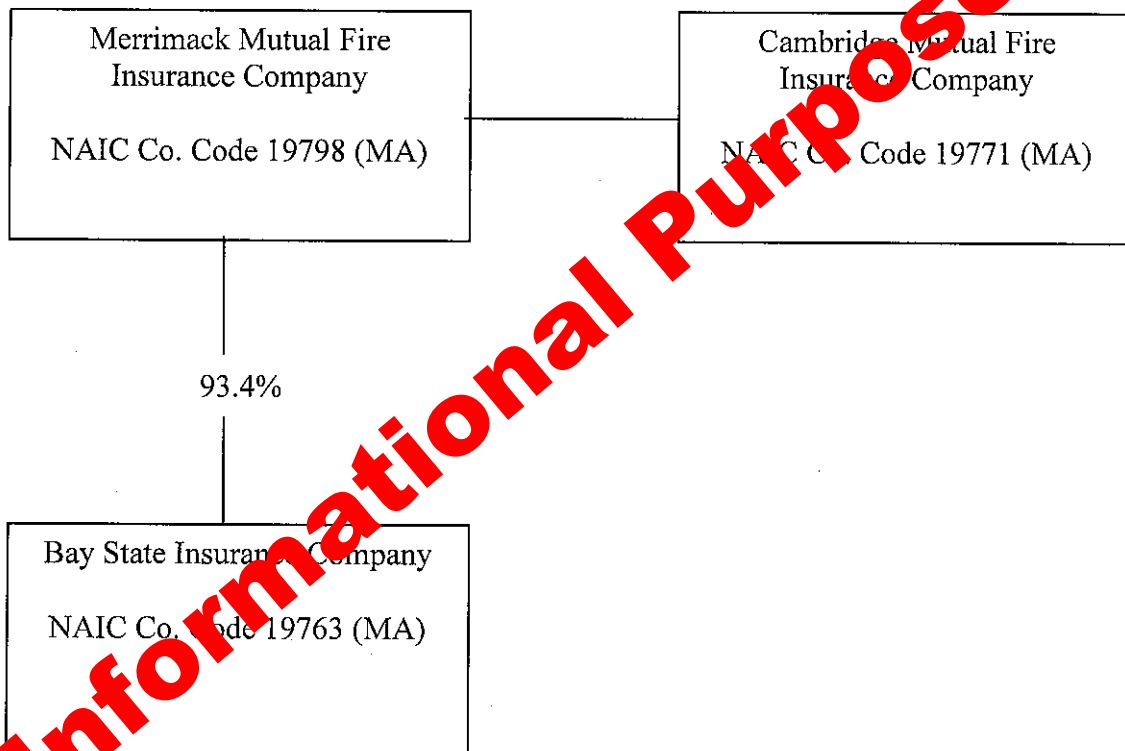 Merrimack Mutual Fire
Insurance Company
NAIC Co. Code 19798 (MA)
Cambridge Mutual Fire
Insurance Company
NAIC Co. Code 19771 (MA)
93.4%
Bay State Insurance Company
NAIC Co. Code 19763 (MA)
Informational Purpose